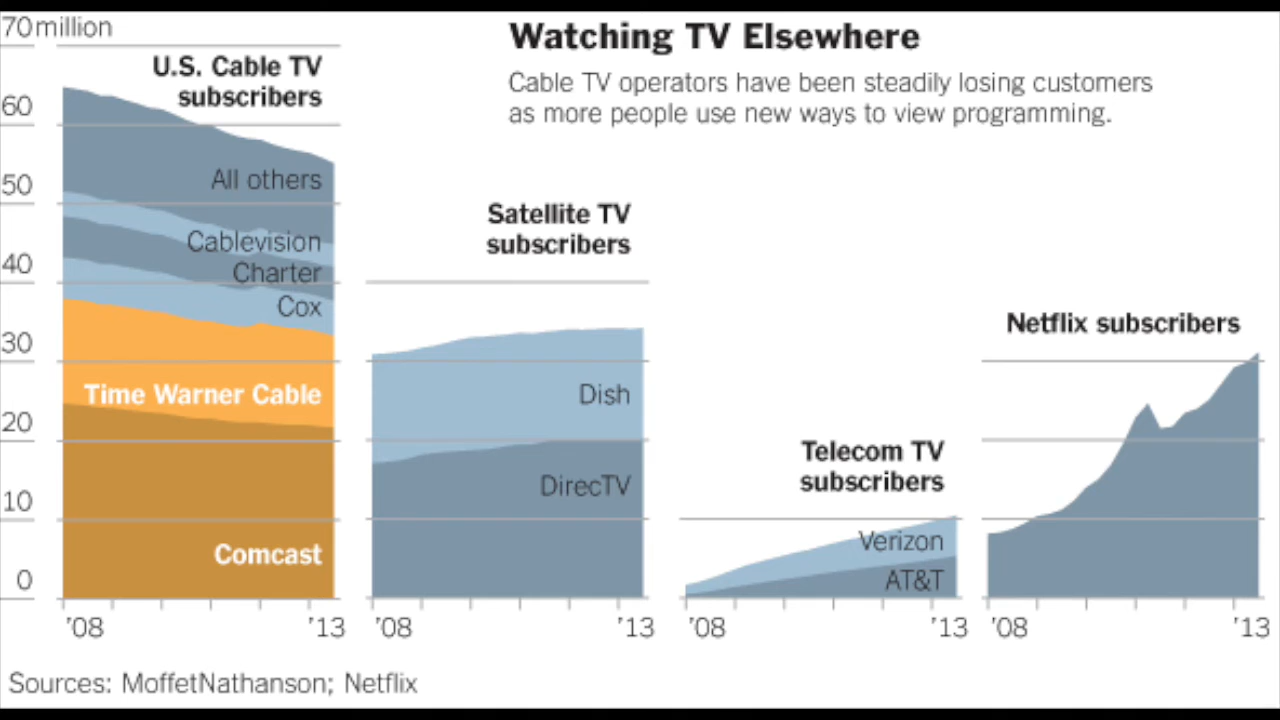 Watching TV Elsewhere
Cable TV operators have been steadily losing customers
as more people use new ways to view programming.
70 million
60
50
40
30
20
10
0
U.S. Cable TV
subscribers
All others
Cablevision
Charter
Cox
Time Warner Cable
Comcast
'08
'13
Satellite TV
subscribers
Dish
DirecTV
'08
'13
Telecom TV
subscribers
Verizon
AT&T
'08
'13
Netflix subscribers
'08
'13
Sources: MoffetNathanson; Netflix